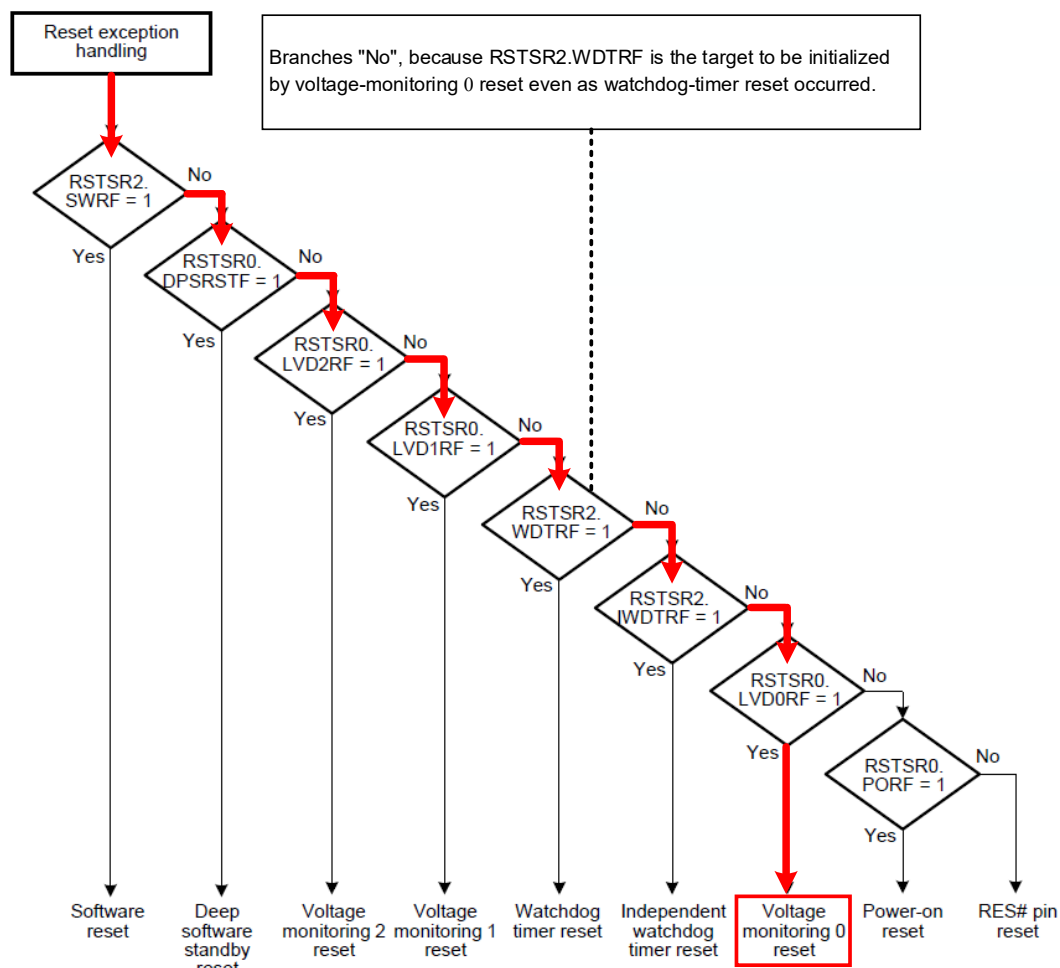 Reset exception
handling
Branches "No", because RSTSR2.WDTRF is the target to be initialized
by voltage-monitoring 0 reset even as watchdog-timer reset occurred.
RSTSR2.
SWRF = 1
No
Yes
RSTSR0.
DPSRSTF = 1
No
Yes
RSTSR0.
LVD2RF = 1
No
Yes
RSTSR0.
LVD1RF = 1
No
Yes
RSTSR2.
WDTRF = 1
No
Yes
RSTSR2.
IWDTRF = 1
No
Yes
RSTSR0.
LVD0RF = 1
No
Yes
RSTSR0.
PORF = 1
No
Yes
Software
reset
Deep
software
standby
reset
Voltage
monitoring 2
reset
Voltage
monitoring 1
reset
Watchdog
timer reset
Independent
watchdog
timer reset
Voltage
monitoring 0
reset
Power-on
reset
RES# pin
reset